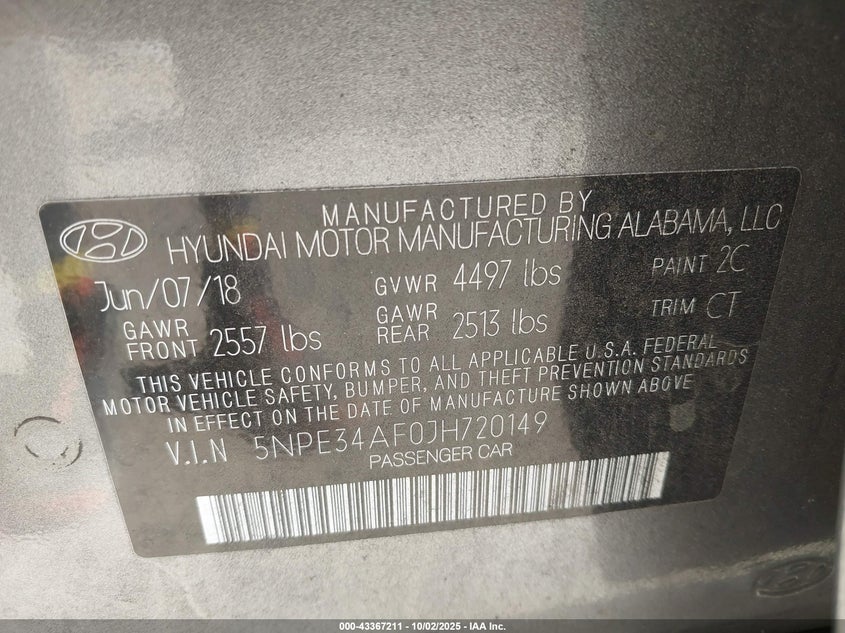 MANUFACTURED BY
HYUNDAI MOTOR MANUFACTURING ALABAMA, LLC
Jun/07/18 GVWR 4497 lbs PAINT 2C
GAWR FRONT 2557 lbs GAWR REAR 2513 lbs TRIM CT
THIS VEHICLE CONFORMS TO ALL APPLICABLE U.S.A. FEDERAL
MOTOR VEHICLE SAFETY, BUMPER, AND THEFT PREVENTION STANDARDS
IN EFFECT ON THE DATE OF MANUFACTURE SHOWN ABOVE
V.I.N 5NPE34AF0JH720149
PASSENGER CAR
000-43367211 - 10/02/2025 - IAA Inc.